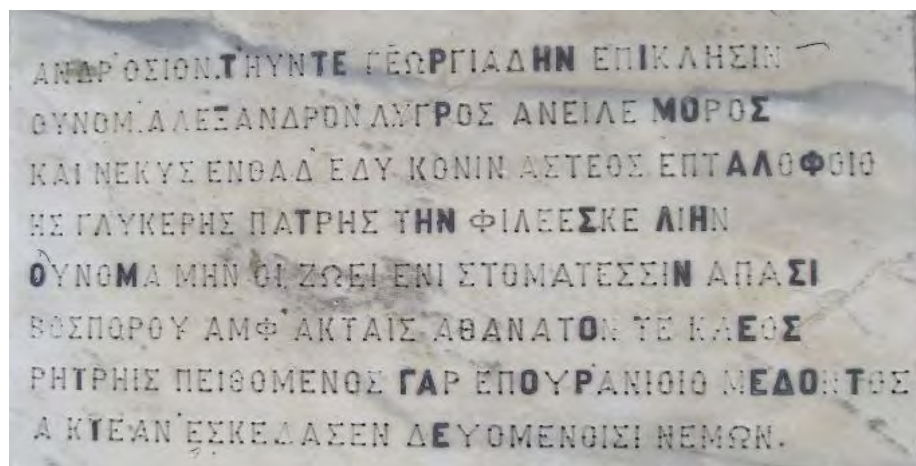 ΑΝΔΡΌΣΙΟΝ.ΤΗΥΝΤΕ ΓΕΩΡΓΙΑΔΗΝ ΕΠΙΚΛΗΣΙΝ
ΟΥΝΟΜ ́ΑΛΕΞΑΝΔΡΟΝ ΛΥΓΡΟΣ ΑΝΕΙΛΕ ΜΟΡΟΣ
ΚΑΙ ΝΕΚΥΣ ΕΝΘΑΔ ́ ΕΔΥ ΚΟΝΙΝ ΑΣΤΕΟΣ ΕΠΤΑΛΟΦΟΙΟ
ΗΣ ΓΛΥΚΕΡΗΣ ΠΑΤΡΗΣ ΤΗΝ ΦΙΛΕΕΣΚΕ ΛΙΗΝ
ΟΥΝΟΜΑ ΜΗΝ ΟΙ ΖΩΕΙ ΕΝΙ ΣΤΟΜΑΤΕΣΣΙΝ ΑΠΑΣΙ
ΒΟΣΠΟΡΟΥ ΑΜΦ ́ ΑΚΤΑΙΣ ΑΘΑΝΑΤΟΝ ΤΕ ΚΛΕΟΣ
ΡΗΤΡΗΙΣ ΠΕΙΘΟΜΕΝΟΣ ΓΑΡ ΕΠΟΥΡΑΝΙΟΙΟ ΜΕΔΟΝΤΟΣ
Α ΚΤΕΑΝ ́ΕΣΚΕΔΑΣΕΝ ΔΕΥΟΜΕΝΟΙΣΙ ΝΕΜΩΝ.